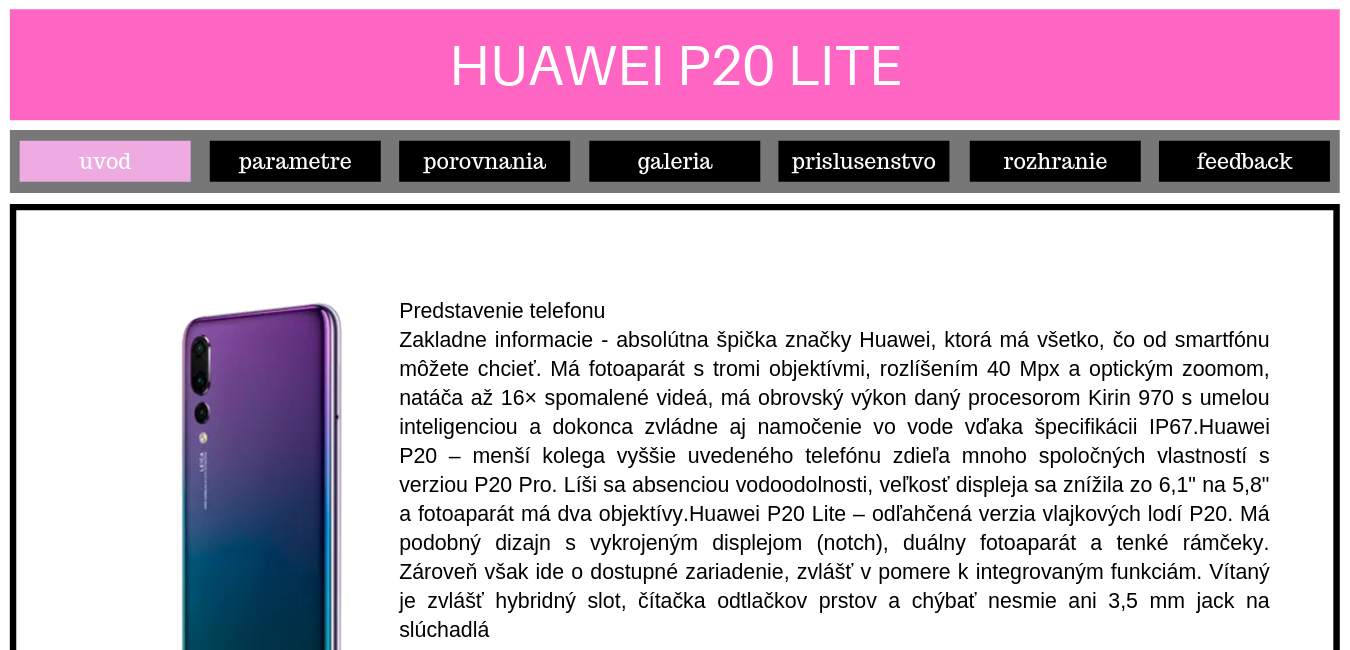 HUAWEI P20 LITE
uvod parametre porovnania galeria prislusenstvo rozhranie feedback
Predstavenie telefonu
Zakladne informacie - absolútna špička značky Huawei, ktorá má všetko, čo od smartfónu
môžete chcieť. Má fotoaparát s tromi objektívmi, rozlíšením 40 Mpx a optickým zoomom,
natáča až 16× spomalené videá, má obrovský výkon daný procesorom Kirin 970 s umelou
inteligenciou a dokonca zvládne aj namočenie vo vode vďaka špecifikácii IP67.Huawei
P20 – menší kolega vyššie uvedeného telefónu zdieľa mnoho spoločných vlastností s
verziou P20 Pro. Líši sa absenciou vodoodolnosti, veľkosť displeja sa znížila zo 6,1" na 5,8"
a fotoaparát má dva objektívy.Huawei P20 Lite – odľahčená verzia vlajkových lodí P20. Má
podobný dizajn s vykrojeným displejom (notch), duálny fotoaparát a tenké rámčeky.
Zároveň však ide o dostupné zariadenie, zvlášť v pomere k integrovaným funkciám. Vítaný
je zvlášť hybridný slot, čítačka odtlačkov prstov a chýbať nesmie ani 3,5 mm jack na
slúchadlá
LEICA